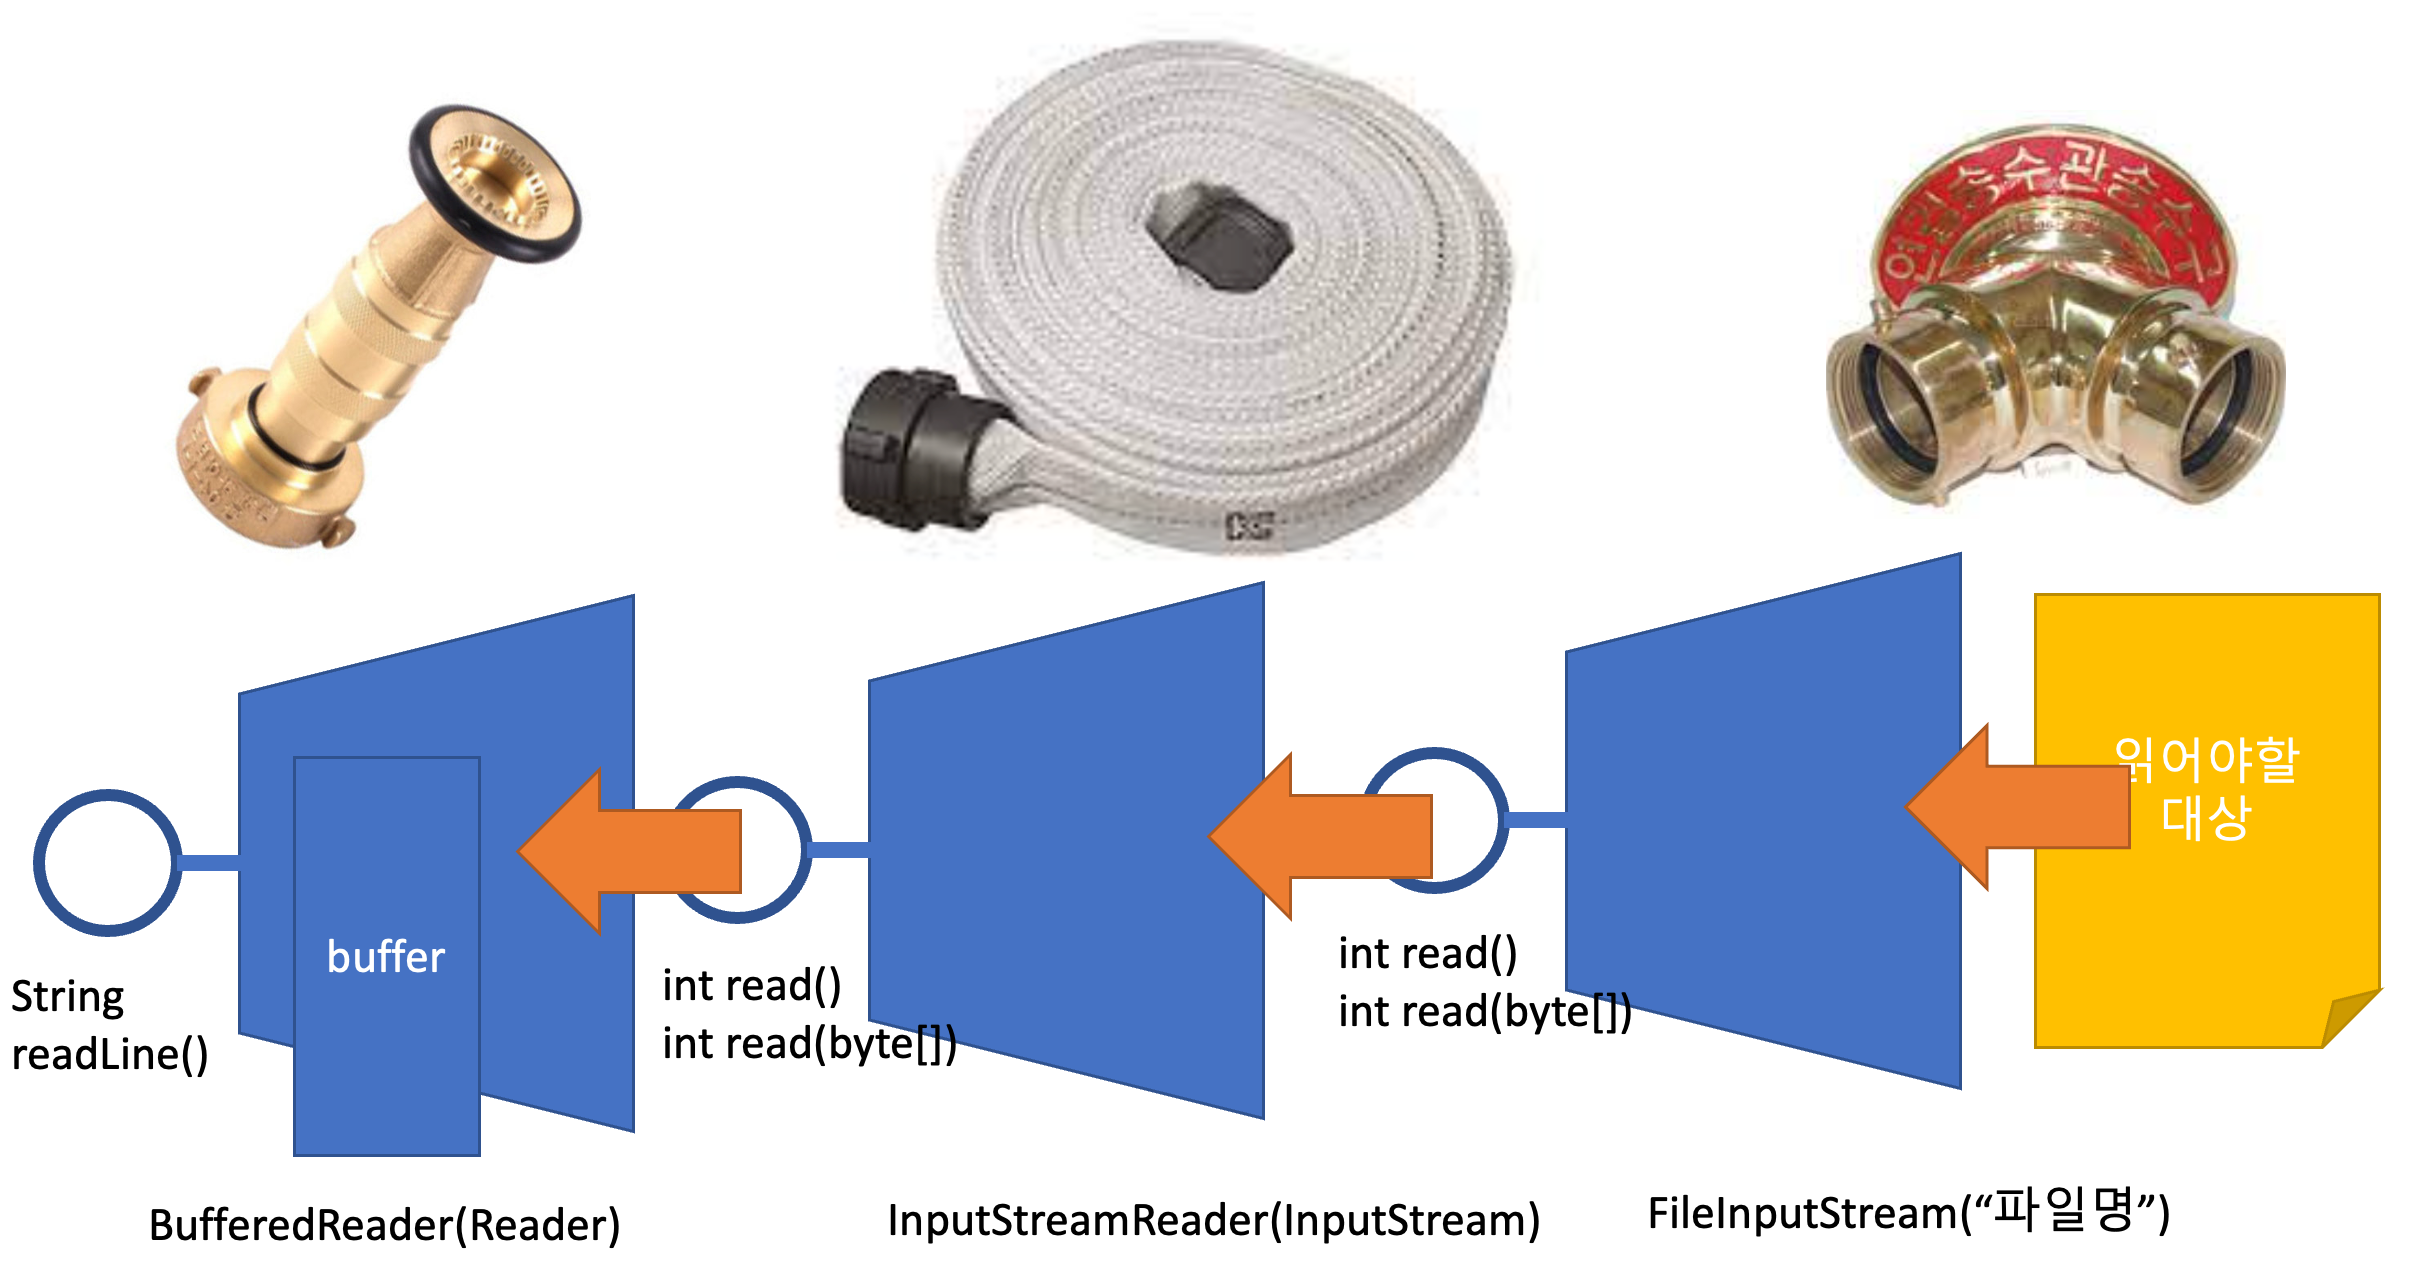 연결송수관송수구
읽어야할
대상
buffer
String
readLine()
int read()
int read(byte[])
int read()
int read(byte[])
BufferedReader(Reader)
InputStreamReader(InputStream)
FileInputStream(“파일명”)